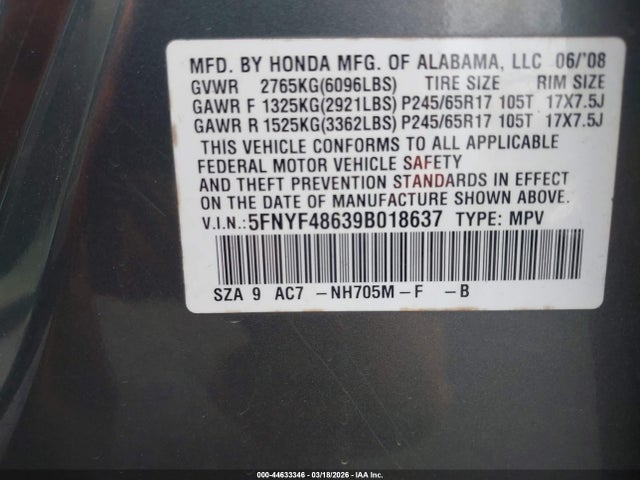 MFD. BY HONDA MFG. OF ALABAMA, LLC 06/'08
GVWR 2765KG(6096LBS) TIRE SIZE RIM SIZE
GAWR F 1325KG(2921LBS) P245/65R17 105T 17X7.5J
GAWR R 1525KG(3362LBS) P245/65R17 105T 17X7.5J
THIS VEHICLE CONFORMS TO ALL APPLICABLE
FEDERAL MOTOR VEHICLE SAFETY
AND THEFT PREVENTION STANDARDS IN EFFECT
ON THE DATE OF MANUFACTURE SHOWN ABOVE.
V.I.N.:5FNYF48639B018637 TYPE: MPV
SZA 9 AC7 -NH705M-F -B
00-44633346 | 03/18/2026 | IAA Inc.